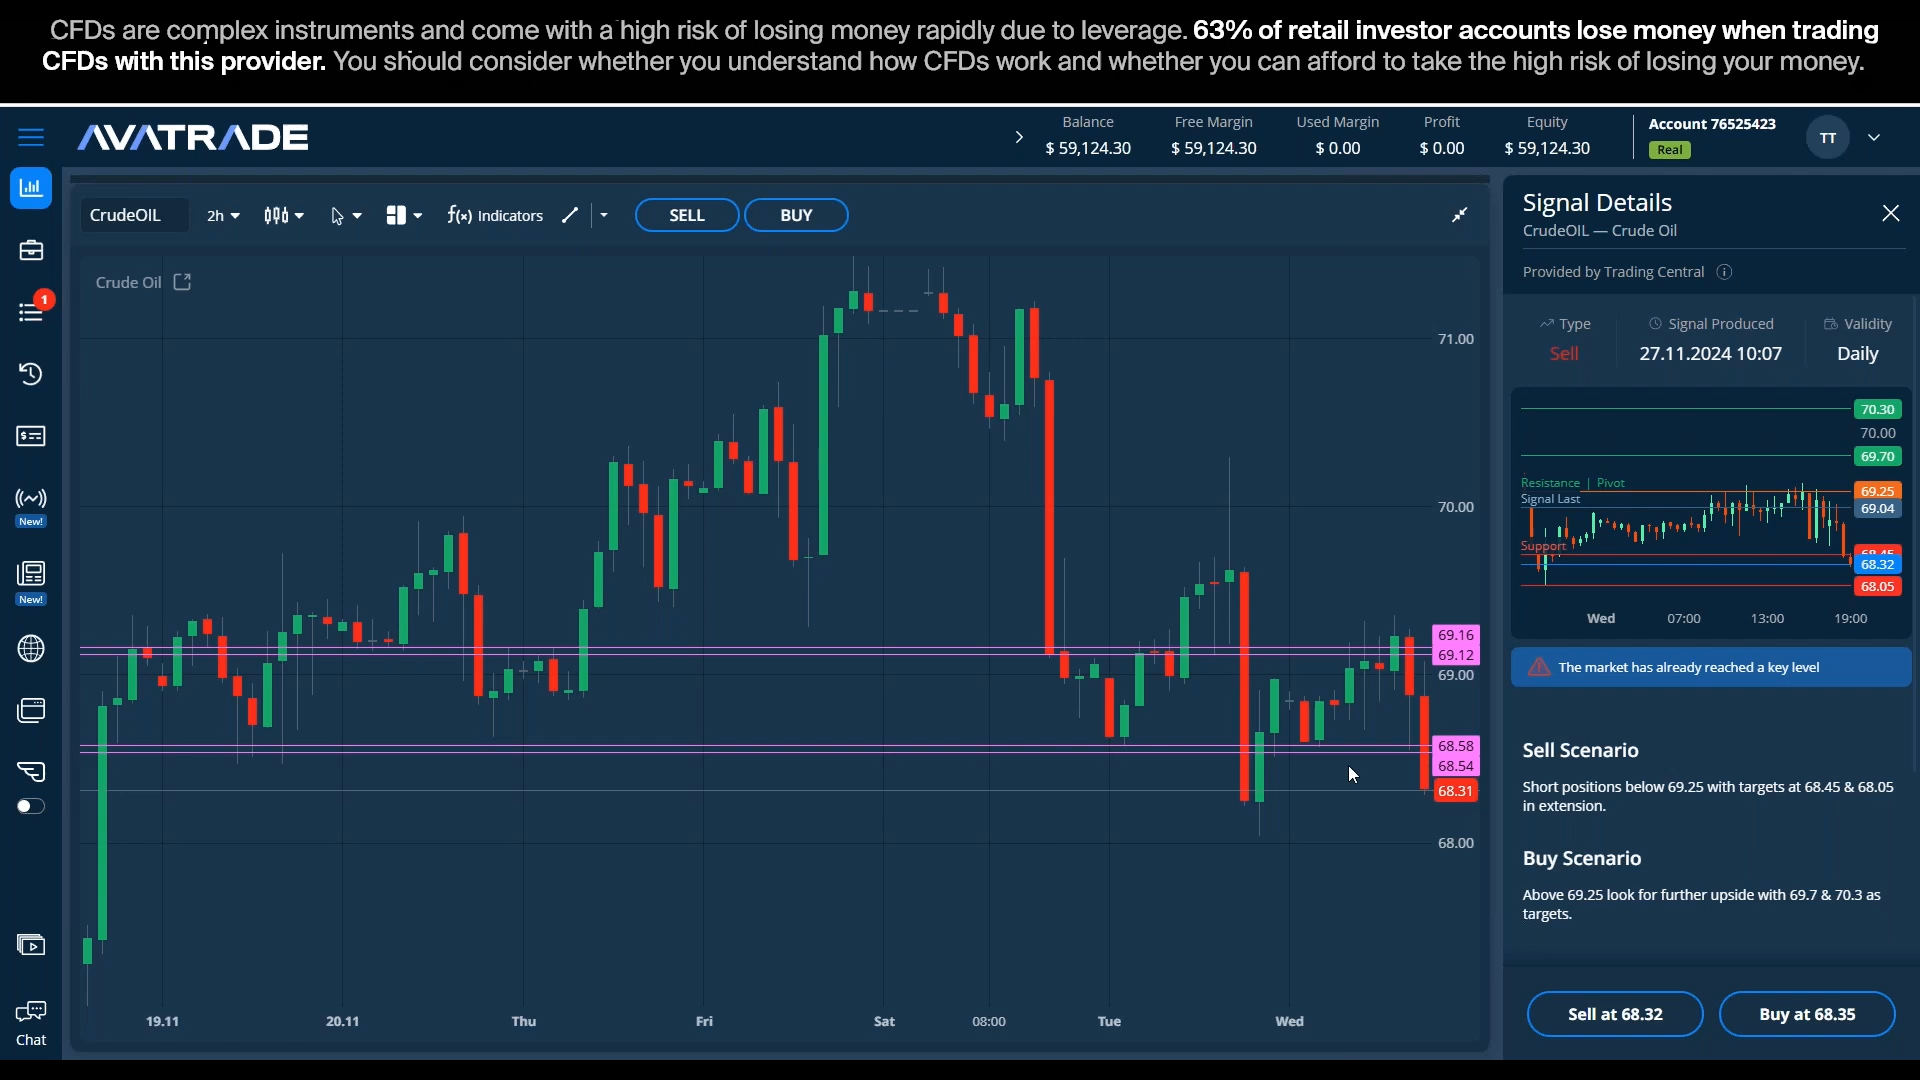 CFDs are complex instruments and come with a high risk of losing money rapidly due to leverage. 63% of retail investor accounts lose money when trading
CFDs with this provider. You should consider whether you understand how CFDs work and whether you can afford to take the high risk of losing your money.
AVATRADE
Balance Free Margin Used Margin Profit Equity
$ 59,124.30 $ 59,124.30 $ 0.00 $ 0.00 $ 59,124.30
Account 76525423
Real
TT
CrudeOIL 2h f(x) Indicators SELL BUY
Crude Oil
1
New!
New!
Chat
71.00
70.00
69.16
69.12
69.00
68.58
68.54
68.31
68.00
19.11 20.11 Thu Fri Sat 08:00 Tue Wed
Signal Details
CrudeOIL — Crude Oil
Provided by Trading Central
Type Signal Produced Validity
Sell 27.11.2024 10:07 Daily
70.30
70.00
69.70
Resistance | Pivot
69.25
Signal Last
69.04
Support
68.45
68.32
68.05
Wed 07:00 13:00 19:00
The market has already reached a key level
Sell Scenario
Short positions below 69.25 with targets at 68.45 & 68.05
in extension.
Buy Scenario
Above 69.25 look for further upside with 69.7 & 70.3 as
targets.
Sell at 68.32 Buy at 68.35